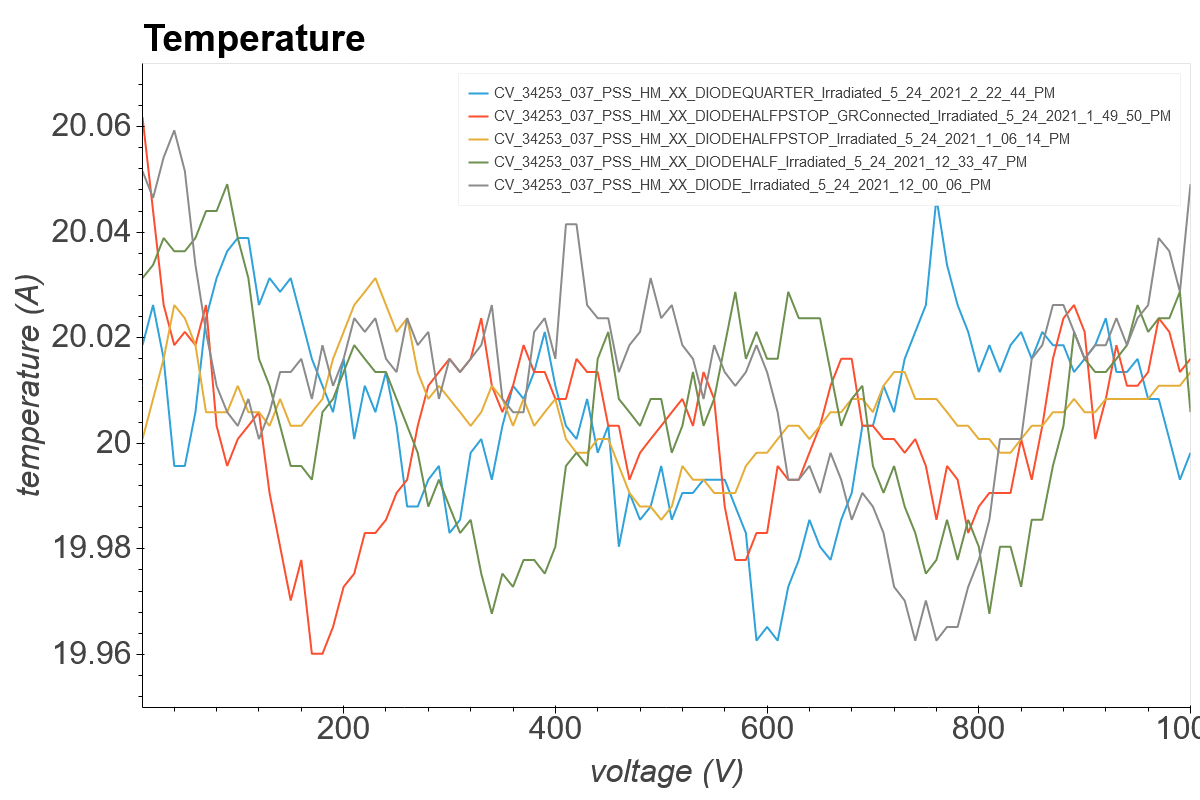 Temperature
CV_34253_037_PSS_HM_XX_DIODEQUARTER_Irradiated_5_24_2021_2_22_44_PM
CV_34253_037_PSS_HM_XX_DIODEHALFPSTOP_GRConnected_Irradiated_5_24_2021_1_49_50_PM
CV_34253_037_PSS_HM_XX_DIODEHALFPSTOP_Irradiated_5_24_2021_1_06_14_PM
CV_34253_037_PSS_HM_XX_DIODEHALF_Irradiated_5_24_2021_12_33_47_PM
CV_34253_037_PSS_HM_XX_DIODE_Irradiated_5_24_2021_12_00_06_PM
20.06
20.04
20.02
20
19.98
19.96
temperature (A)
200 400 600 800 100
voltage (V)